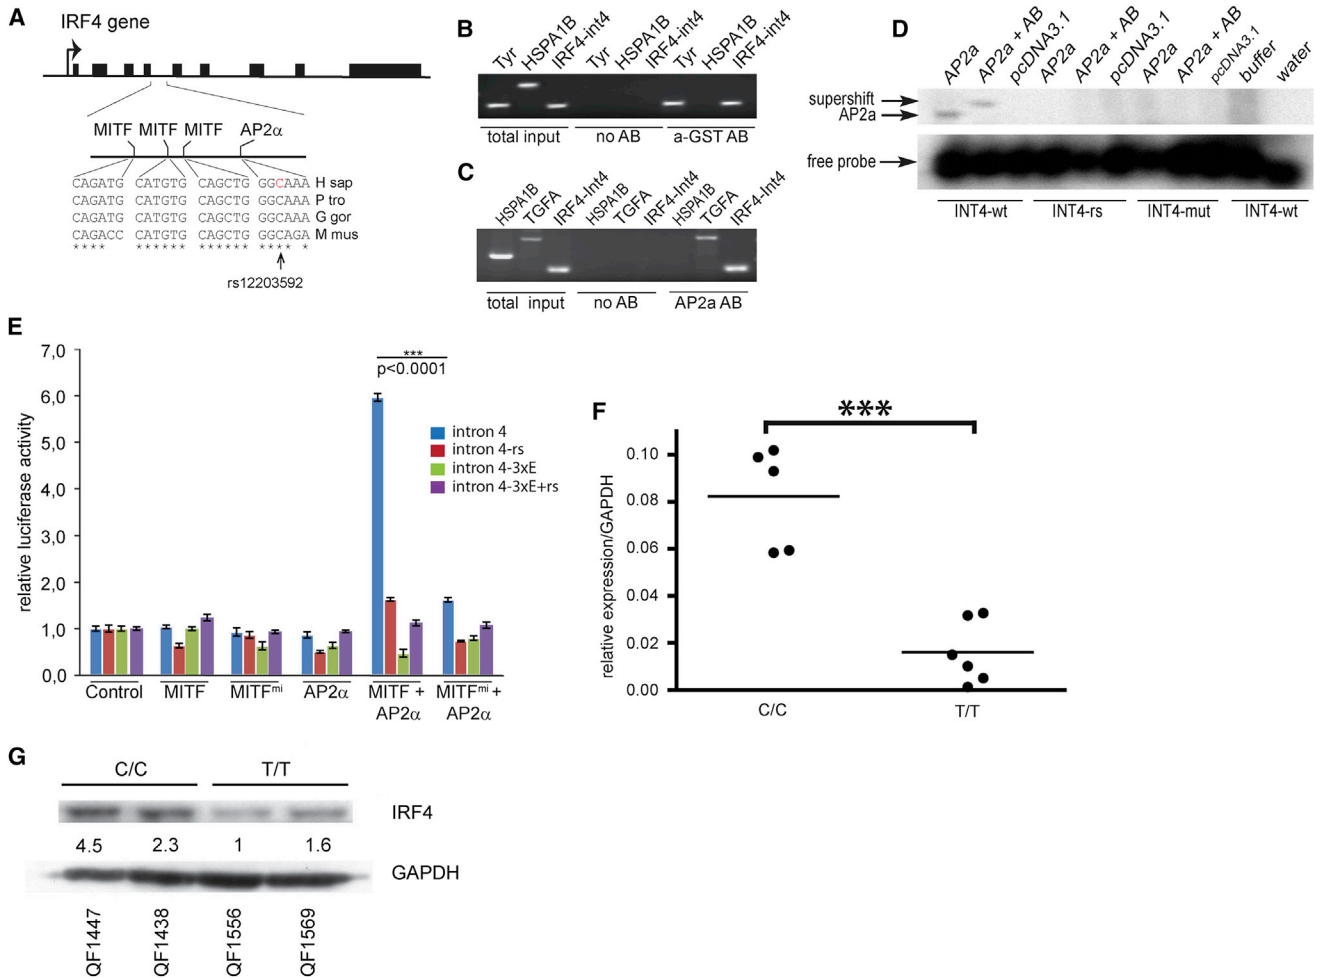 A
IRF4 gene
MITF MITF MITF AP2α
CAGATG CATGTG CAGCTG GGCAAA H sap
CAGATG CATGTG CAGCTG GGCAAA P tro
CAGATG CATGTG CAGCTG GGCAAA G gor
CAGACC CATGTG CAGCTG GGCAGA M mus
**** ****** ****** **** *
rs12203592
B
Tyr HSPA1B IRF4-int4 Tyr HSPA1B IRF4-int4 Tyr HSPA1B IRF4-int4
total input no AB a-GST AB
C
HSPA1B TGFA IRF4-Int4 HSPA1B TGFA IRF4-Int4 HSPA1B TGFA IRF4-Int4
total input no AB AP2a AB
D
AP2a AP2a + AB pcDNA3.1 AP2a AP2a + AB pcDNA3.1 AP2a AP2a + AB pcDNA3.1 buffer water
supershift
AP2a
free probe
INT4-wt INT4-rs INT4-mut INT4-wt
E
relative luciferase activity
7,0
6,0
5,0
4,0
3,0
2,0
1,0
0,0
***
p<0.0001
intron 4
intron 4-rs
intron 4-3xE
intron 4-3xE+rs
Control MITF MITFmi AP2α MITF + AP2α MITFmi + AP2α
F
relative expression/GAPDH
***
0.10
0.08
0.06
0.04
0.02
0.00
C/C T/T
G
C/C T/T
IRF4
4.5 2.3 1 1.6
GAPDH
QF1447 QF1438 QF1556 QF1569